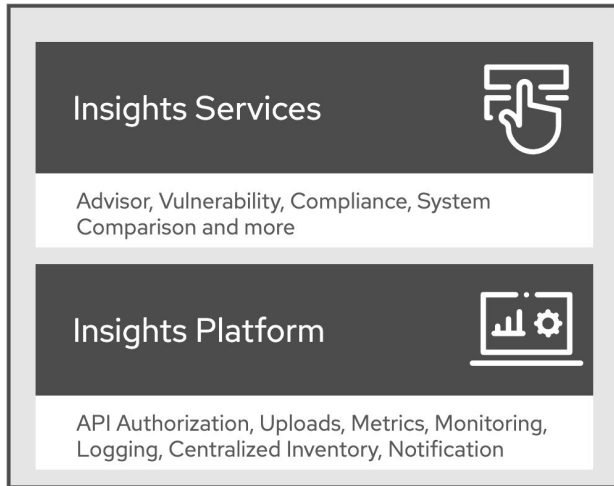 Insights Services
Advisor, Vulnerability, Compliance, System
Comparison and more
Insights Platform
API Authorization, Uploads, Metrics, Monitoring,
Logging, Centralized Inventory, Notification